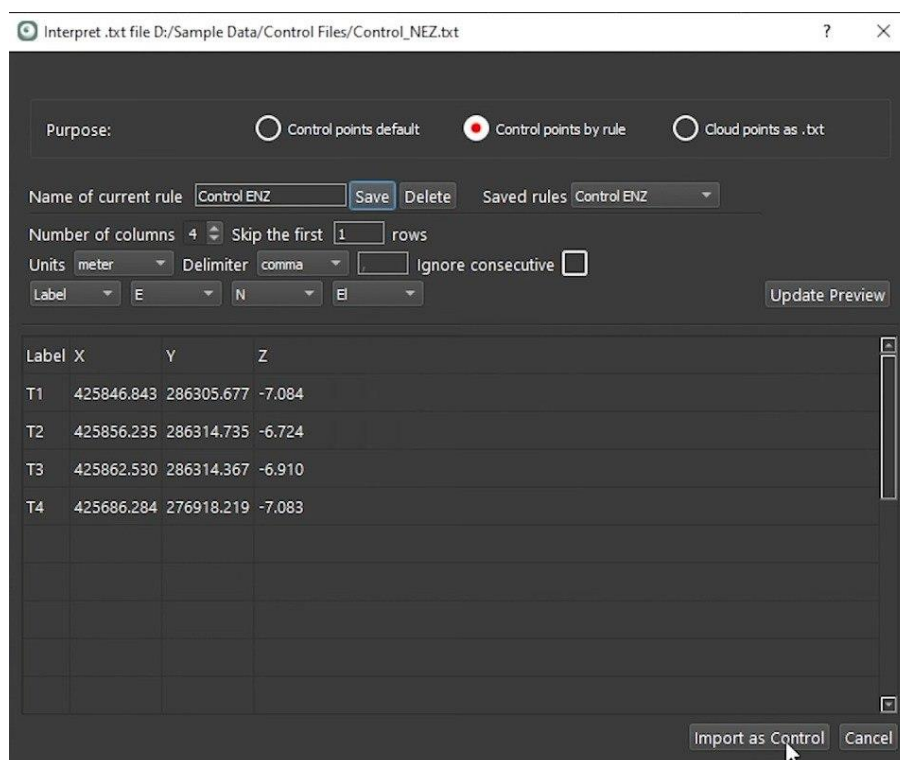 Interpret .txt file D:/Sample Data/Control Files/Control_NEZ.txt ?
Purpose: Control points default Control points by rule Cloud points as .txt
Name of current rule Control ENZ Save Delete Saved rules Control ENZ
Number of columns 4 Skip the first 1 rows
Units meter Delimiter comma , Ignore consecutive
Label E N El Update Preview
Label X Y Z
T1 425846.843 286305.677 -7.084
T2 425856.235 286314.735 -6.724
T3 425862.530 286314.367 -6.910
T4 425686.284 276918.219 -7.083
Import as Control Cancel